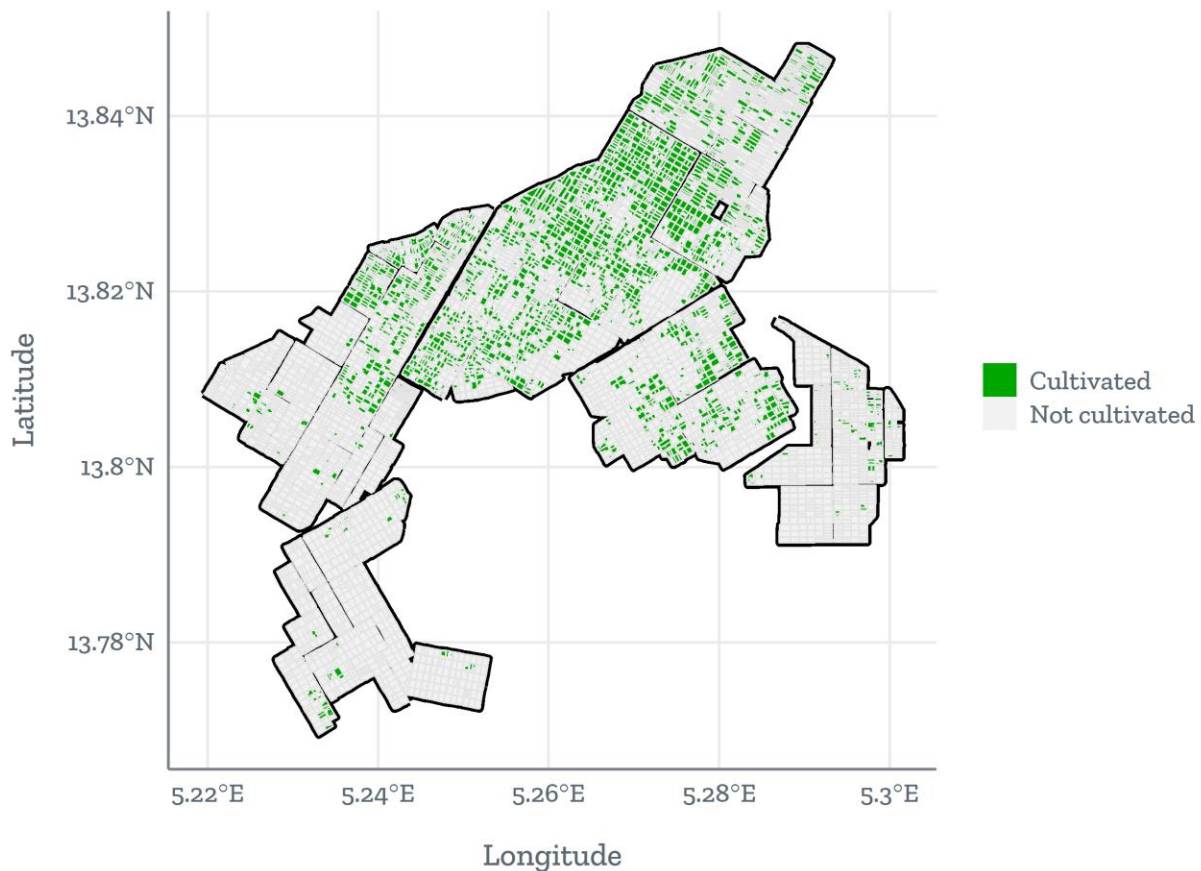 13.84°N
13.82°N
13.8°N
13.78°N
Latitude
5.22°E
5.24°E
5.26°E
5.28°E
5.3°E
Longitude
Cultivated
Not cultivated